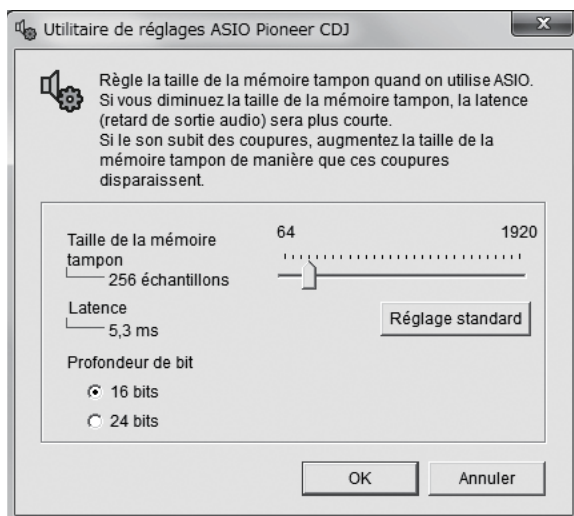 Utilitaire de réglages ASIO Pioneer CDJ
x
Règle la taille de la mémoire tampon quand on utilise ASIO.
Si vous diminuez la taille de la mémoire tampon, la latence
(retard de sortie audio) sera plus courte.
Si le son subit des coupures, augmentez la taille de la
mémoire tampon de manière que ces coupures
disparaissent.
Taille de la mémoire
tampon
256 échantillons
64
1920
Latence
5,3 ms
Réglage standard
Profondeur de bit
16 bits
24 bits
OK
Annuler